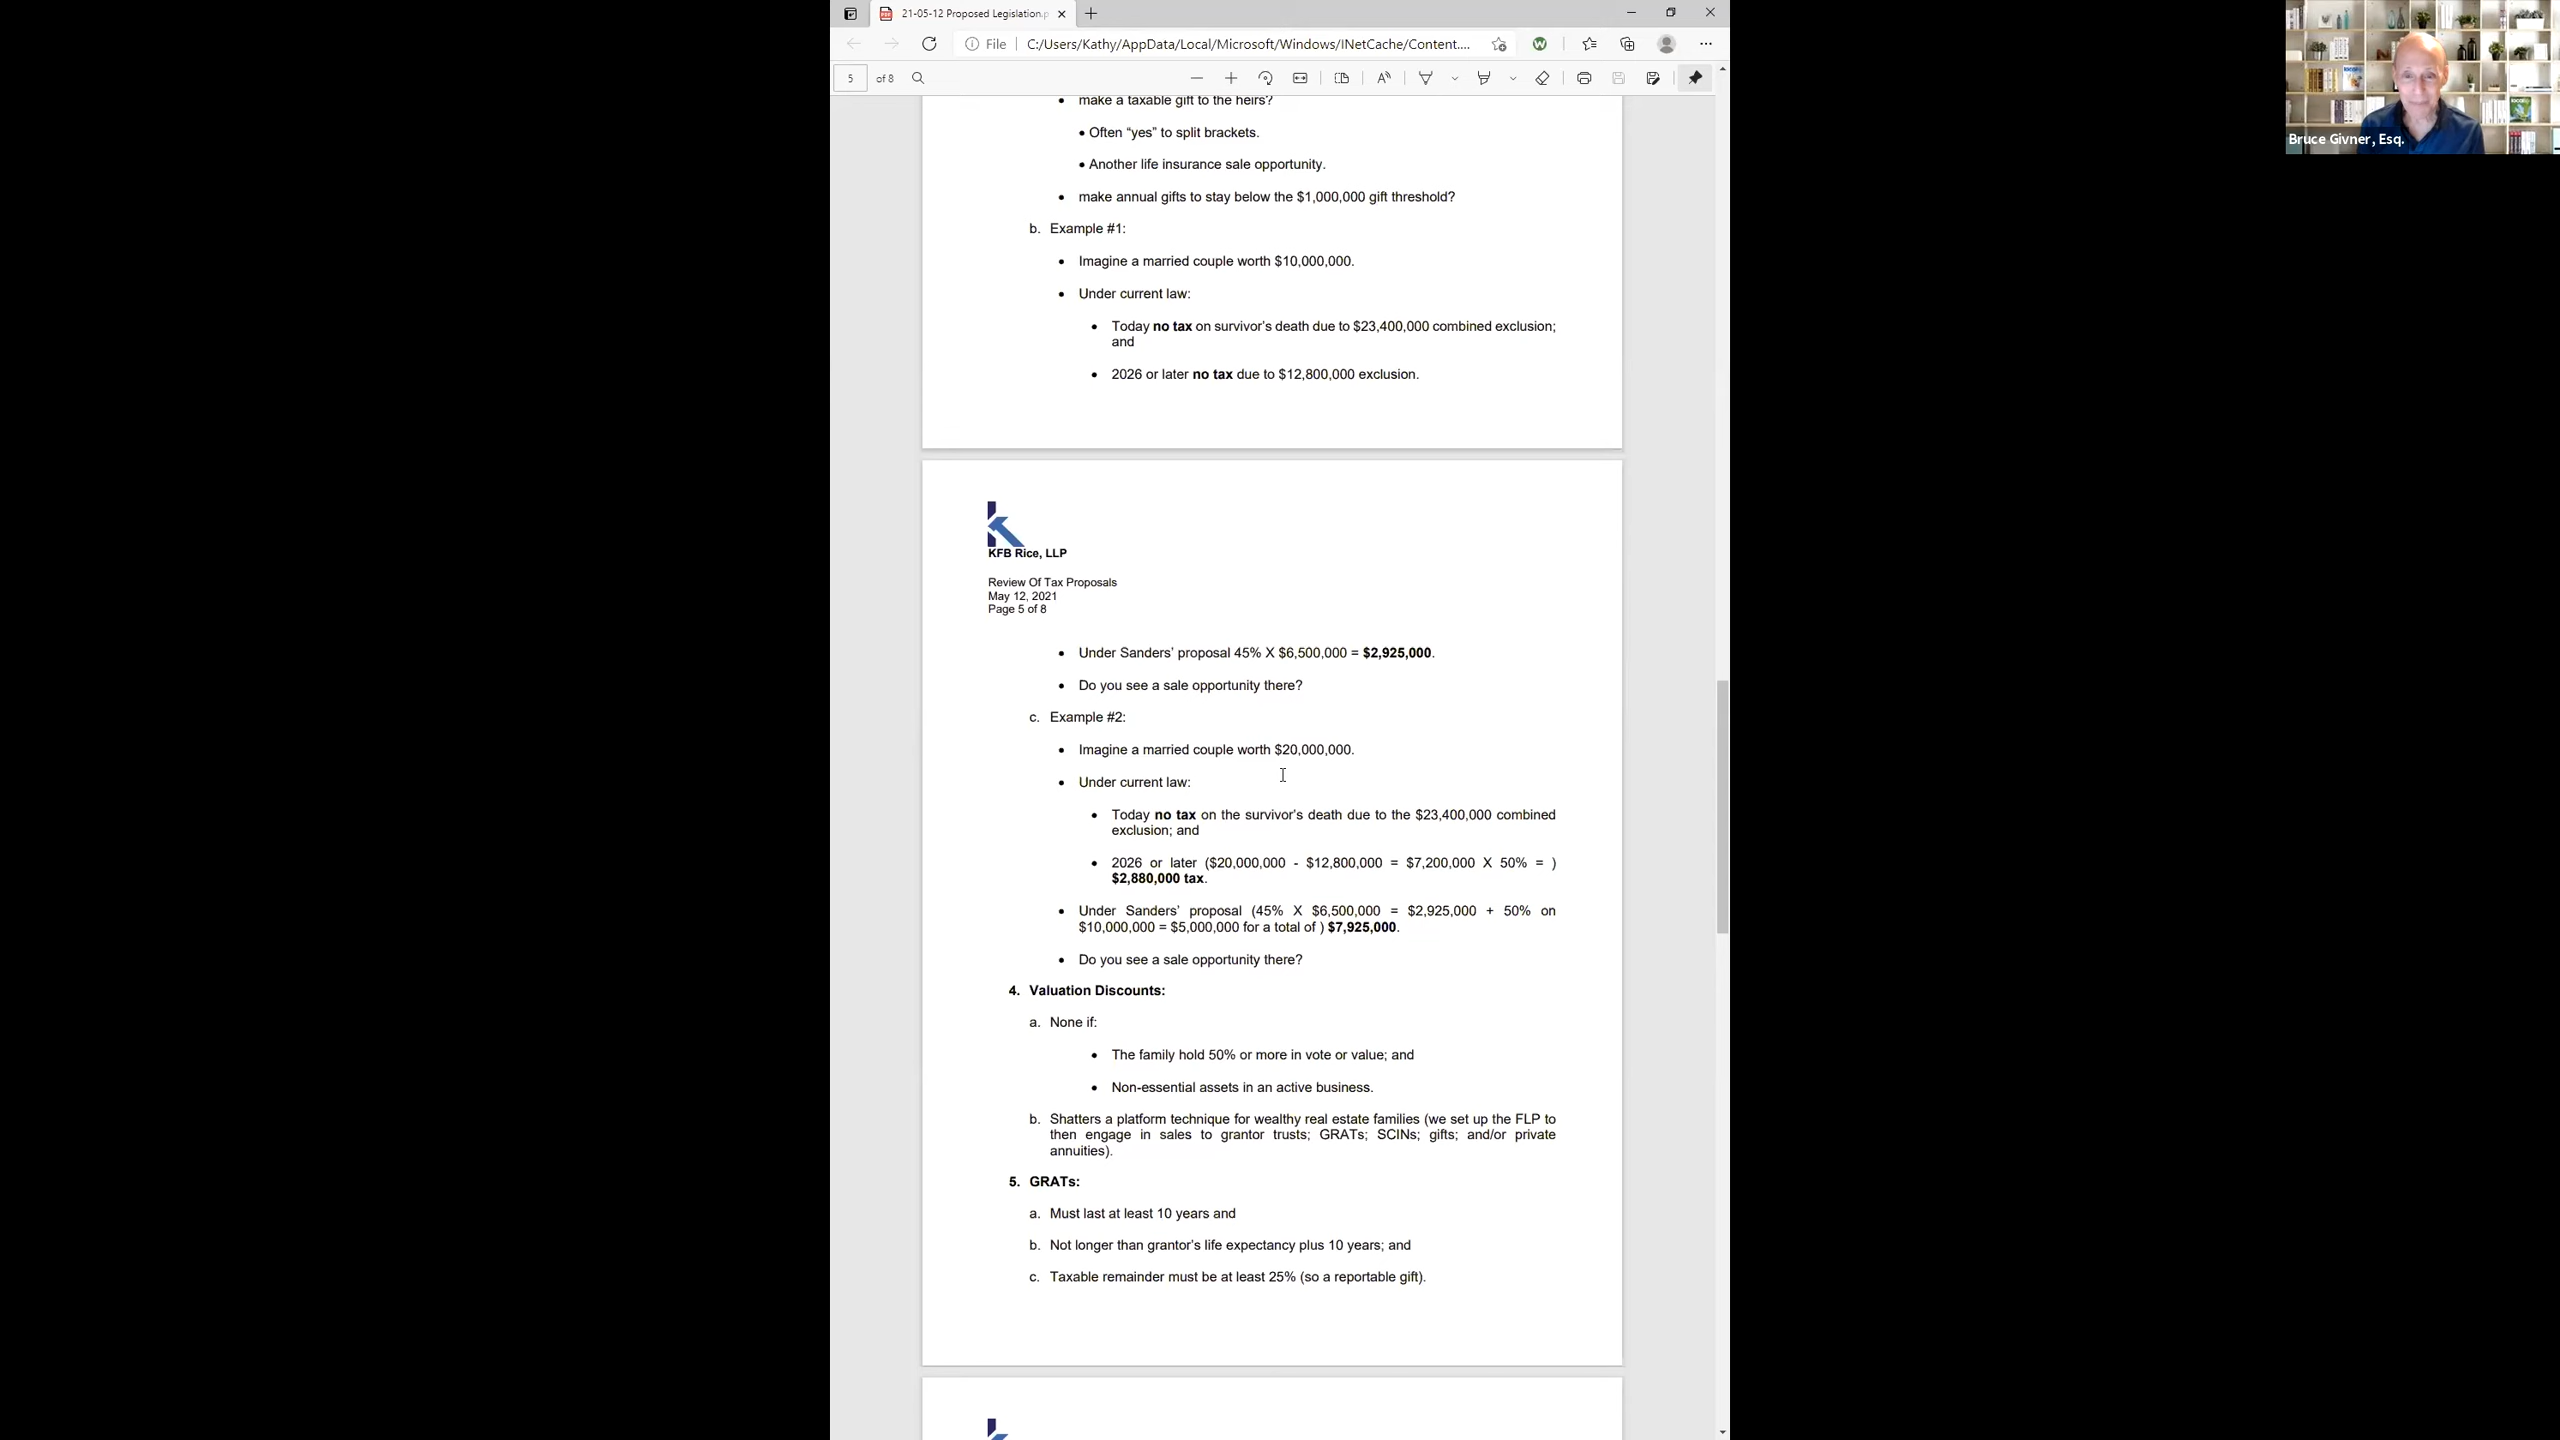 21-05-12 Proposed Legislation.p
File
C:/Users/Kathy/AppData/Local/Microsoft/Windows/INetCache/Content....
5 of 8
make a taxable gift to the heirs?
• Often “yes” to split brackets.
• Another life insurance sale opportunity.
• make annual gifts to stay below the $1,000,000 gift threshold?
b. Example #1:
• Imagine a married couple worth $10,000,000.
• Under current law:
• Today no tax on survivor’s death due to $23,400,000 combined exclusion;
and
• 2026 or later no tax due to $12,800,000 exclusion.
KFB Rice, LLP
Review Of Tax Proposals
May 12, 2021
Page 5 of 8
• Under Sanders’ proposal 45% X $6,500,000 = $2,925,000.
• Do you see a sale opportunity there?
c. Example #2:
• Imagine a married couple worth $20,000,000.
• Under current law:
• Today no tax on the survivor’s death due to the $23,400,000 combined
exclusion; and
• 2026 or later ($20,000,000 - $12,800,000 = $7,200,000 X 50% = )
$2,880,000 tax.
• Under Sanders’ proposal (45% X $6,500,000 = $2,925,000 + 50% on
$10,000,000 = $5,000,000 for a total of ) $7,925,000.
• Do you see a sale opportunity there?
4. Valuation Discounts:
a. None if:
• The family hold 50% or more in vote or value; and
• Non-essential assets in an active business.
b. Shatters a platform technique for wealthy real estate families (we set up the FLP to
then engage in sales to grantor trusts; GRATs; SCINs; gifts; and/or private
annuities).
5. GRATs:
a. Must last at least 10 years and
b. Not longer than grantor’s life expectancy plus 10 years; and
c. Taxable remainder must be at least 25% (so a reportable gift).
Bruce Givner, Esq.